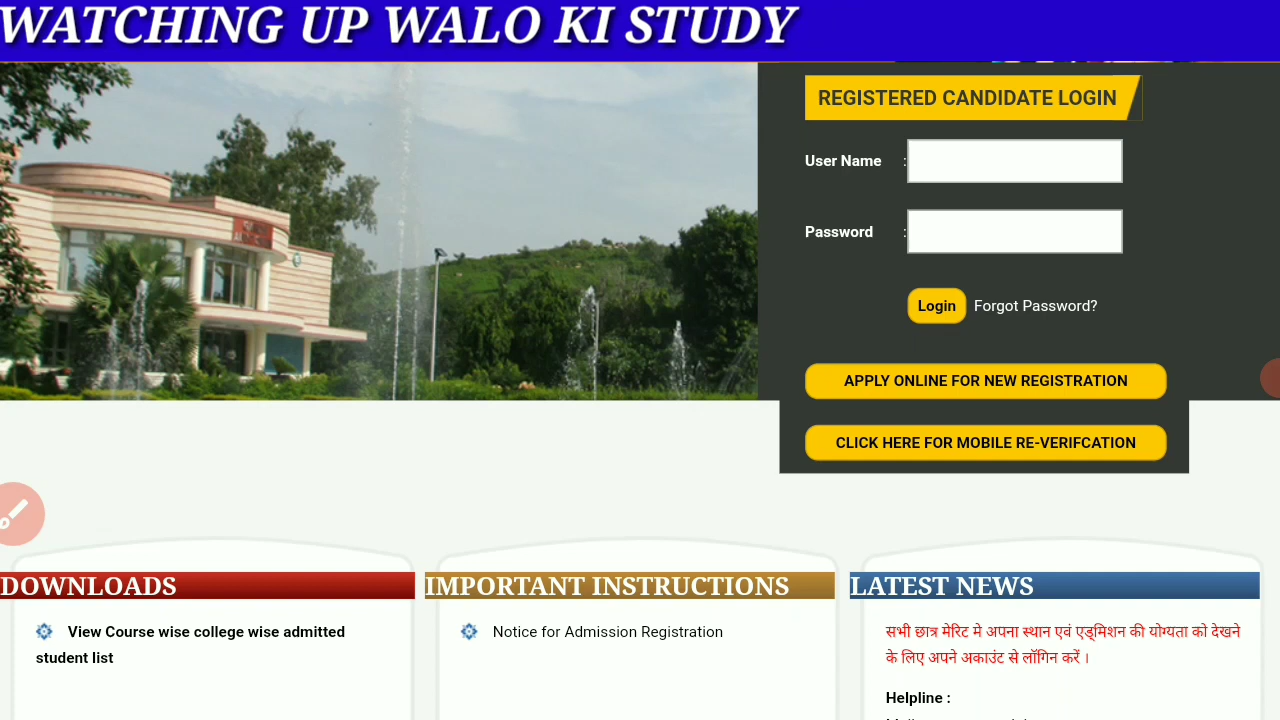 WATCHING UP WALO KI STUDY
REGISTERED CANDIDATE LOGIN
User Name :
Password :
Login Forgot Password?
APPLY ONLINE FOR NEW REGISTRATION
CLICK HERE FOR MOBILE RE-VERIFCATION
DOWNLOADS
View Course wise college wise admitted
student list
IMPORTANT INSTRUCTIONS
Notice for Admission Registration
LATEST NEWS
सभी छात्र मेरिट मे अपना स्थान एवं एड्मिशन की योग्यता को देखने
के लिए अपने अकाउंट से लॉगिन करें ।
Helpline :